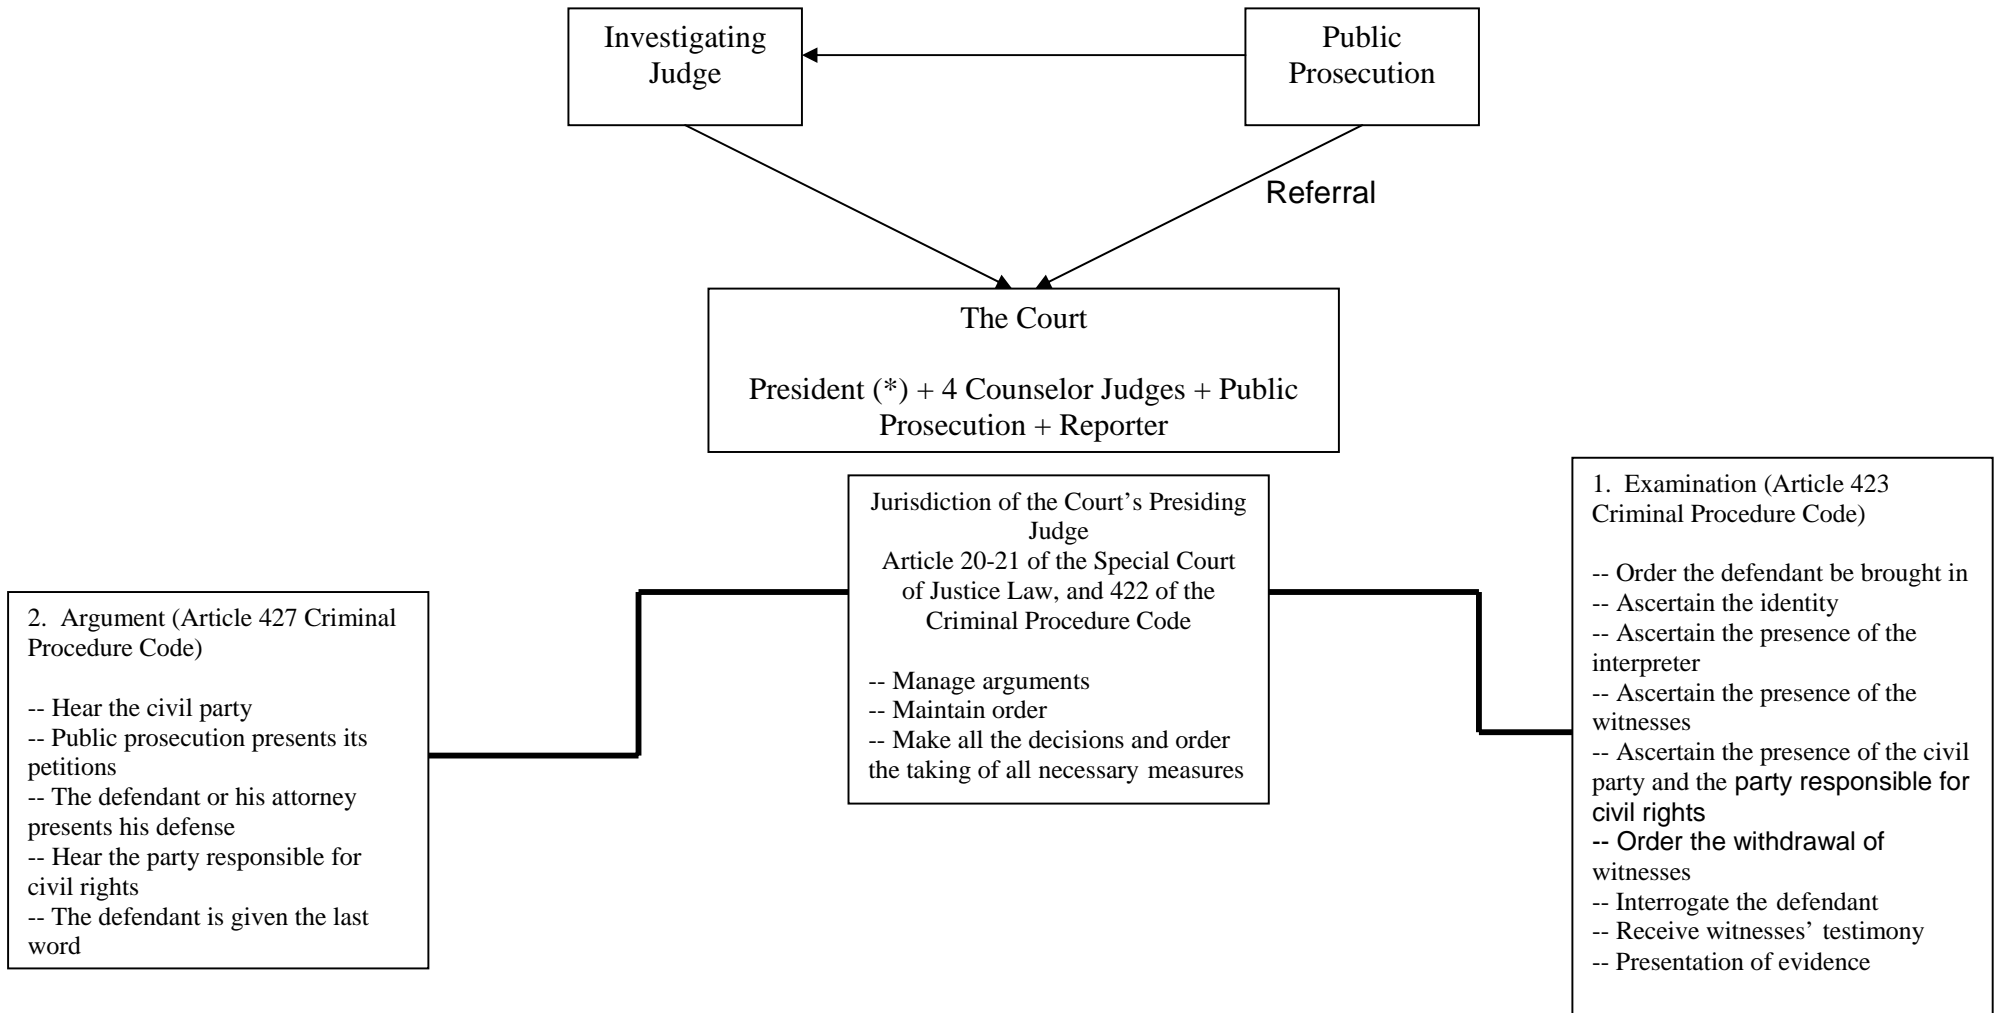 Investigating
Judge
Public
Prosecution
Referral
The Court
President (*) + 4 Counselor Judges + Public
Prosecution + Reporter
Jurisdiction of the Court’s Presiding
Judge
Article 20-21 of the Special Court
of Justice Law, and 422 of the
Criminal Procedure Code
-- Manage arguments
-- Maintain order
-- Make all the decisions and order
the taking of all necessary measures
1. Examination (Article 423
Criminal Procedure Code)
-- Order the defendant be brought in
-- Ascertain the identity
-- Ascertain the presence of the
interpreter
-- Ascertain the presence of the
witnesses
-- Ascertain the presence of the civil
party and the party responsible for
civil rights
-- Order the withdrawal of
witnesses
-- Interrogate the defendant
-- Receive witnesses’ testimony
-- Presentation of evidence
2. Argument (Article 427 Criminal
Procedure Code)
-- Hear the civil party
-- Public prosecution presents its
petitions
-- The defendant or his attorney
presents his defense
-- Hear the party responsible for
civil rights
-- The defendant is given the last
word